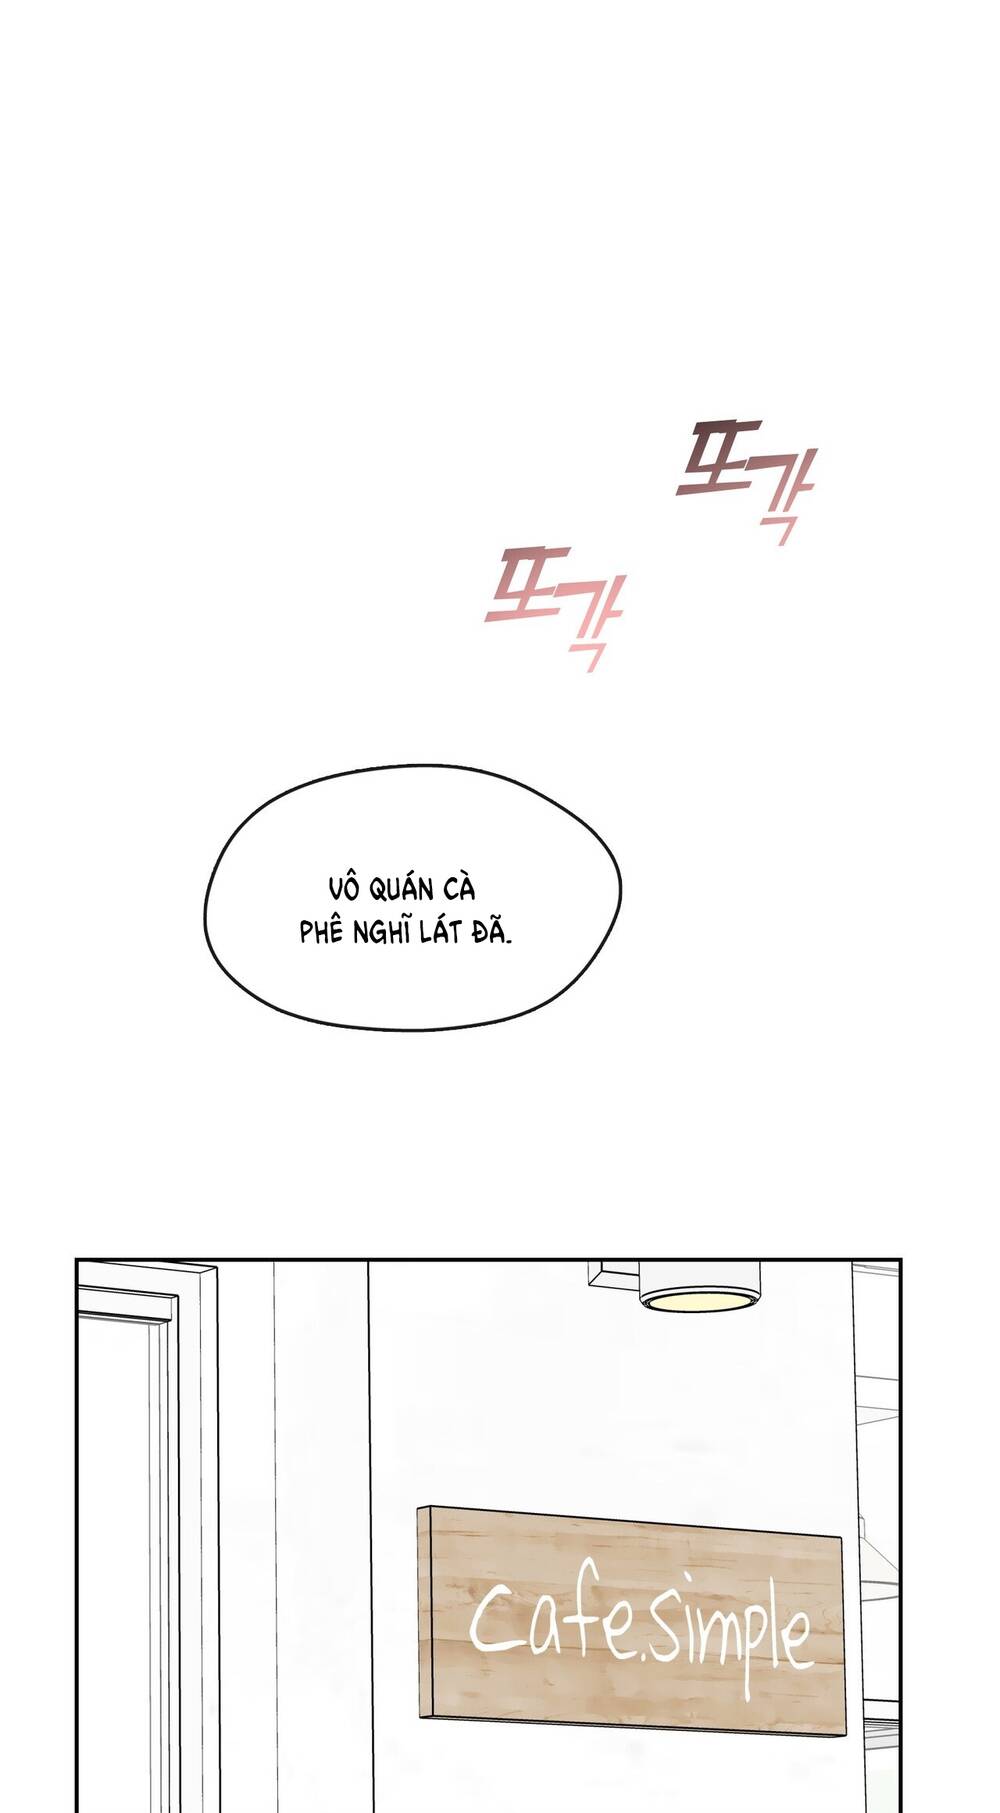 또각
또각
VÔ QUÁN CÀ
PHÊ NGHĨ LÁT ĐÃ.
cafe.simple